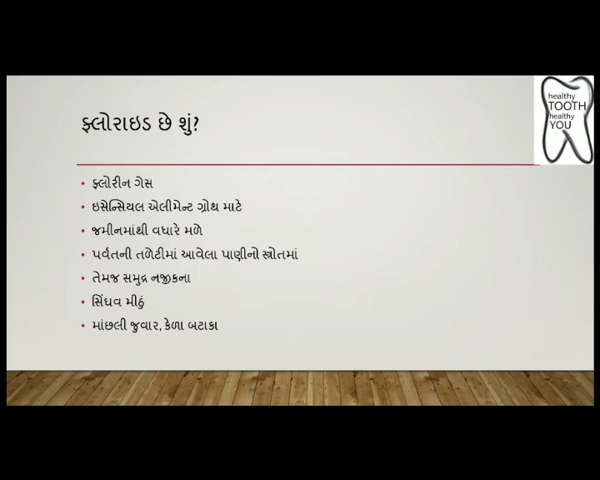 healthy
TOOTH
healthy
YOU
ફ્લોરાઇડ છે શું?
• ફ્લોરીન ગેસ
• ઇસેન્સિયલ એલીમેન્ટ ગ્રોથ માટે
• જમીનમાંથી વધારે મળે
• પર્વતની તળેટીમાં આવેલા પાણીનો સ્ત્રોતમાં
• તેમજ સમુદ્ર નજીકના
• સિંધવ મીઠું
• માંછલી જુવાર, કેળા બટાકા